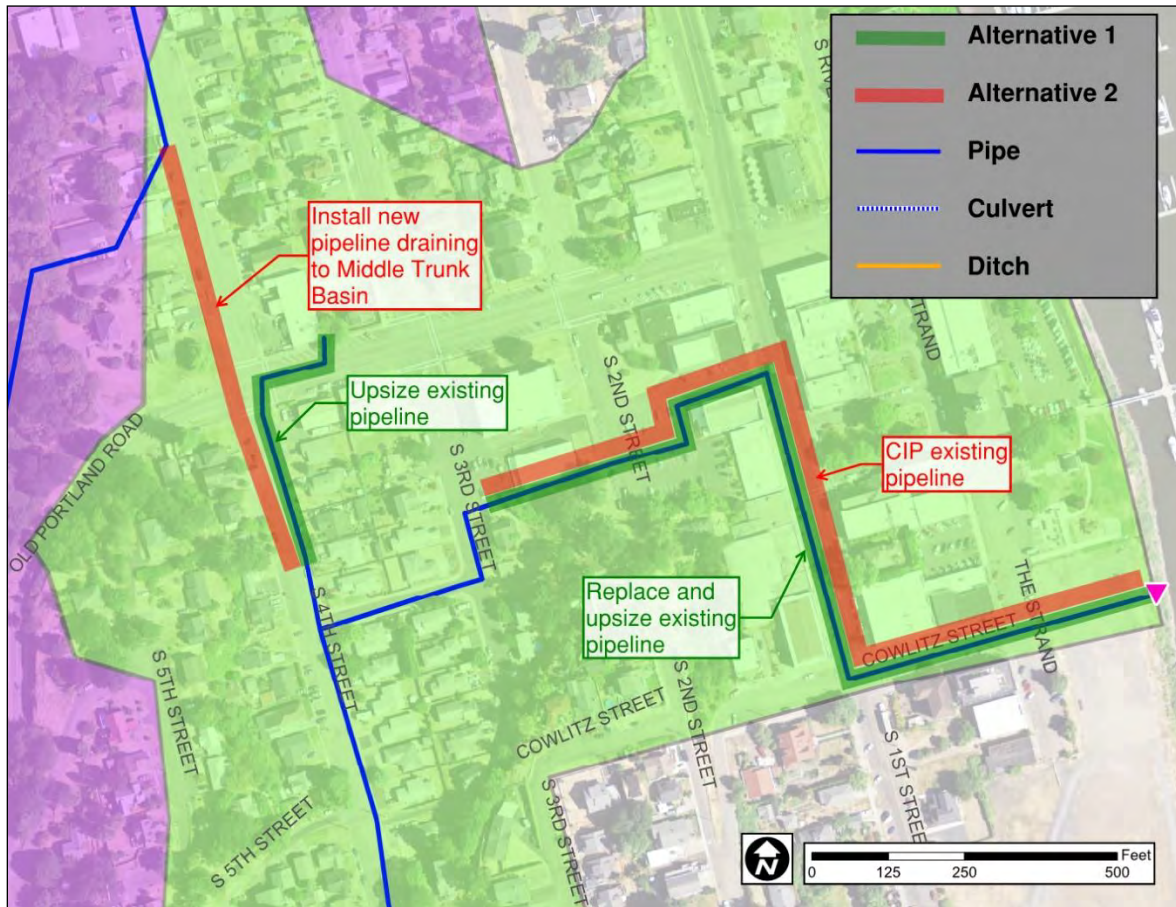 Alternative 1
Alternative 2
Pipe
Culvert
Ditch
S RIVE
STRAND
Install new
pipeline draining
to Middle Trunk
Basin
Upsize existing
pipeline
S 2ND STREET
S 3RD STREET
OLD PORTLAND ROAD
CIP existing
pipeline
Replace and
upsize existing
pipeline
THE STRAND
COWLITZ STREET
S 4TH STREET
S 5TH STREET
S 2ND STREET
COWLITZ STREET
S 1ST STREE
S 3RD STREET
S 5TH STREET
N
Feet
0 125 250 500